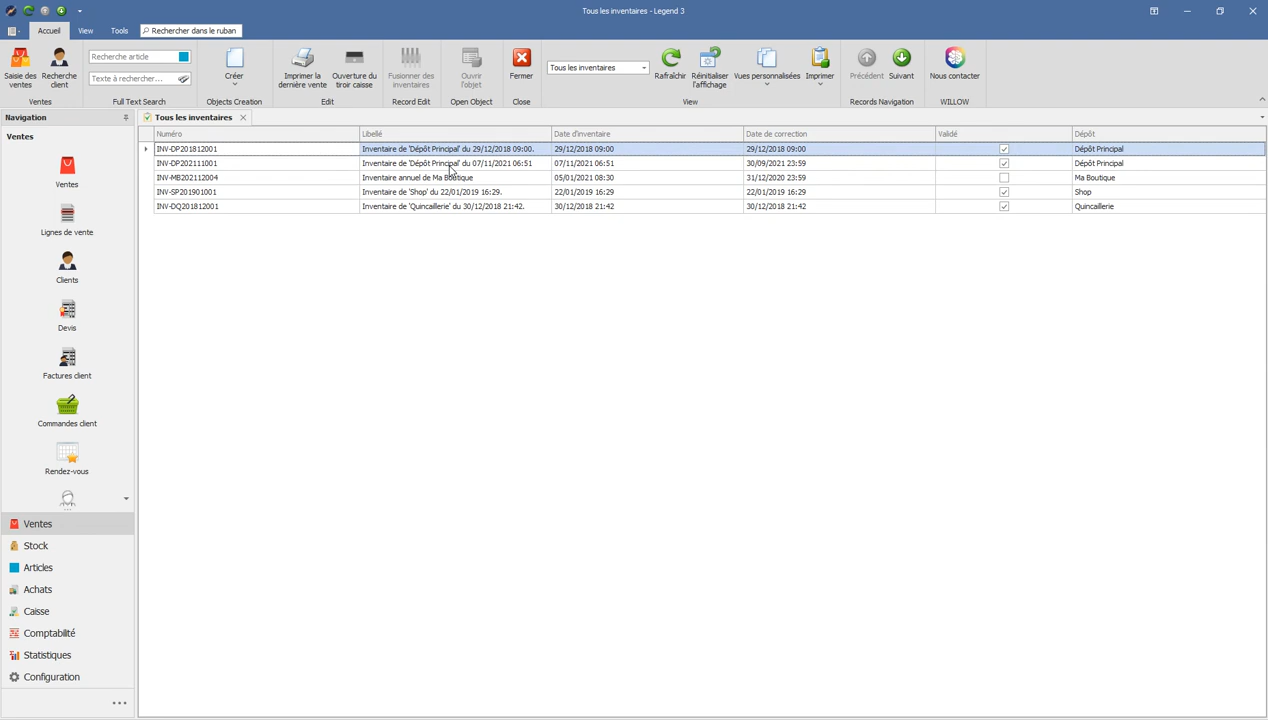 Tous les inventaires - Legend 3
Accueil View Tools Rechercher dans le ruban
Saisie des ventes
Recherche client
Ventes
Recherche article
Texte à rechercher...
Full Text Search
Créer
Objects Creation
Imprimer la dernière vente
Ouverture du tiroir caisse
Edit
Fusionner des inventaires
Record Edit
Ouvrir l'objet
Open Object
Fermer
Close
Tous les inventaires
Rafraîchir
Réinitialiser l'affichage
Vues personnalisées
Imprimer
View
Précédent
Suivant
Records Navigation
Nous contacter
WILLOW
Navigation
Tous les inventaires
Ventes
Ventes
Lignes de vente
Clients
Devis
Factures client
Commandes client
Rendez-vous
Ventes
Stock
Articles
Achats
Caisse
Comptabilité
Statistiques
Configuration
Numéro Libellé Date d'inventaire Date de correction Validé Dépôt
INV-DP201812001 Inventaire de 'Dépôt Principal' du 29/12/2018 09:00. 29/12/2018 09:00 29/12/2018 09:00 Dépôt Principal
INV-DP202111001 Inventaire de 'Dépôt Principal' du 07/11/2021 06:51 07/11/2021 06:51 30/09/2021 23:59 Dépôt Principal
INV-MB202112004 Inventaire annuel de Ma Boutique 05/01/2021 08:30 31/12/2020 23:59 Ma Boutique
INV-SP201901001 Inventaire de 'Shop' du 22/01/2019 16:29. 22/01/2019 16:29 22/01/2019 16:29 Shop
INV-DQ201812001 Inventaire de 'Quincaillerie' du 30/12/2018 21:42. 30/12/2018 21:42 30/12/2018 21:42 Quincaillerie